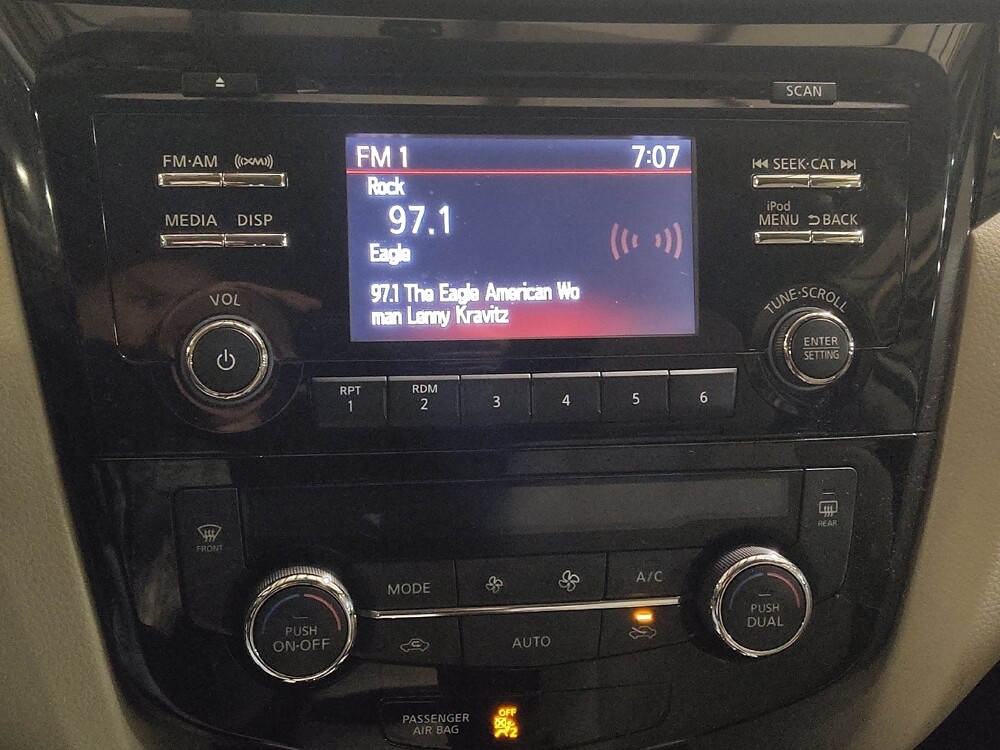 SCAN
FM·AM ((XM))
MEDIA DISP
VOL
FM 1 7:07
Rock
97.1
Eagle
97.1 The Eagle American Wo
man Lenny Kravitz
SEEK·CAT
iPod
MENU BACK
TUNE·SCROLL
ENTER
SETTING
RPT
1
RDM
2
3
4
5
6
FRONT
REAR
MODE
A/C
AUTO
PUSH
ON·OFF
PUSH
DUAL
PASSENGER
AIR BAG
OFF
2